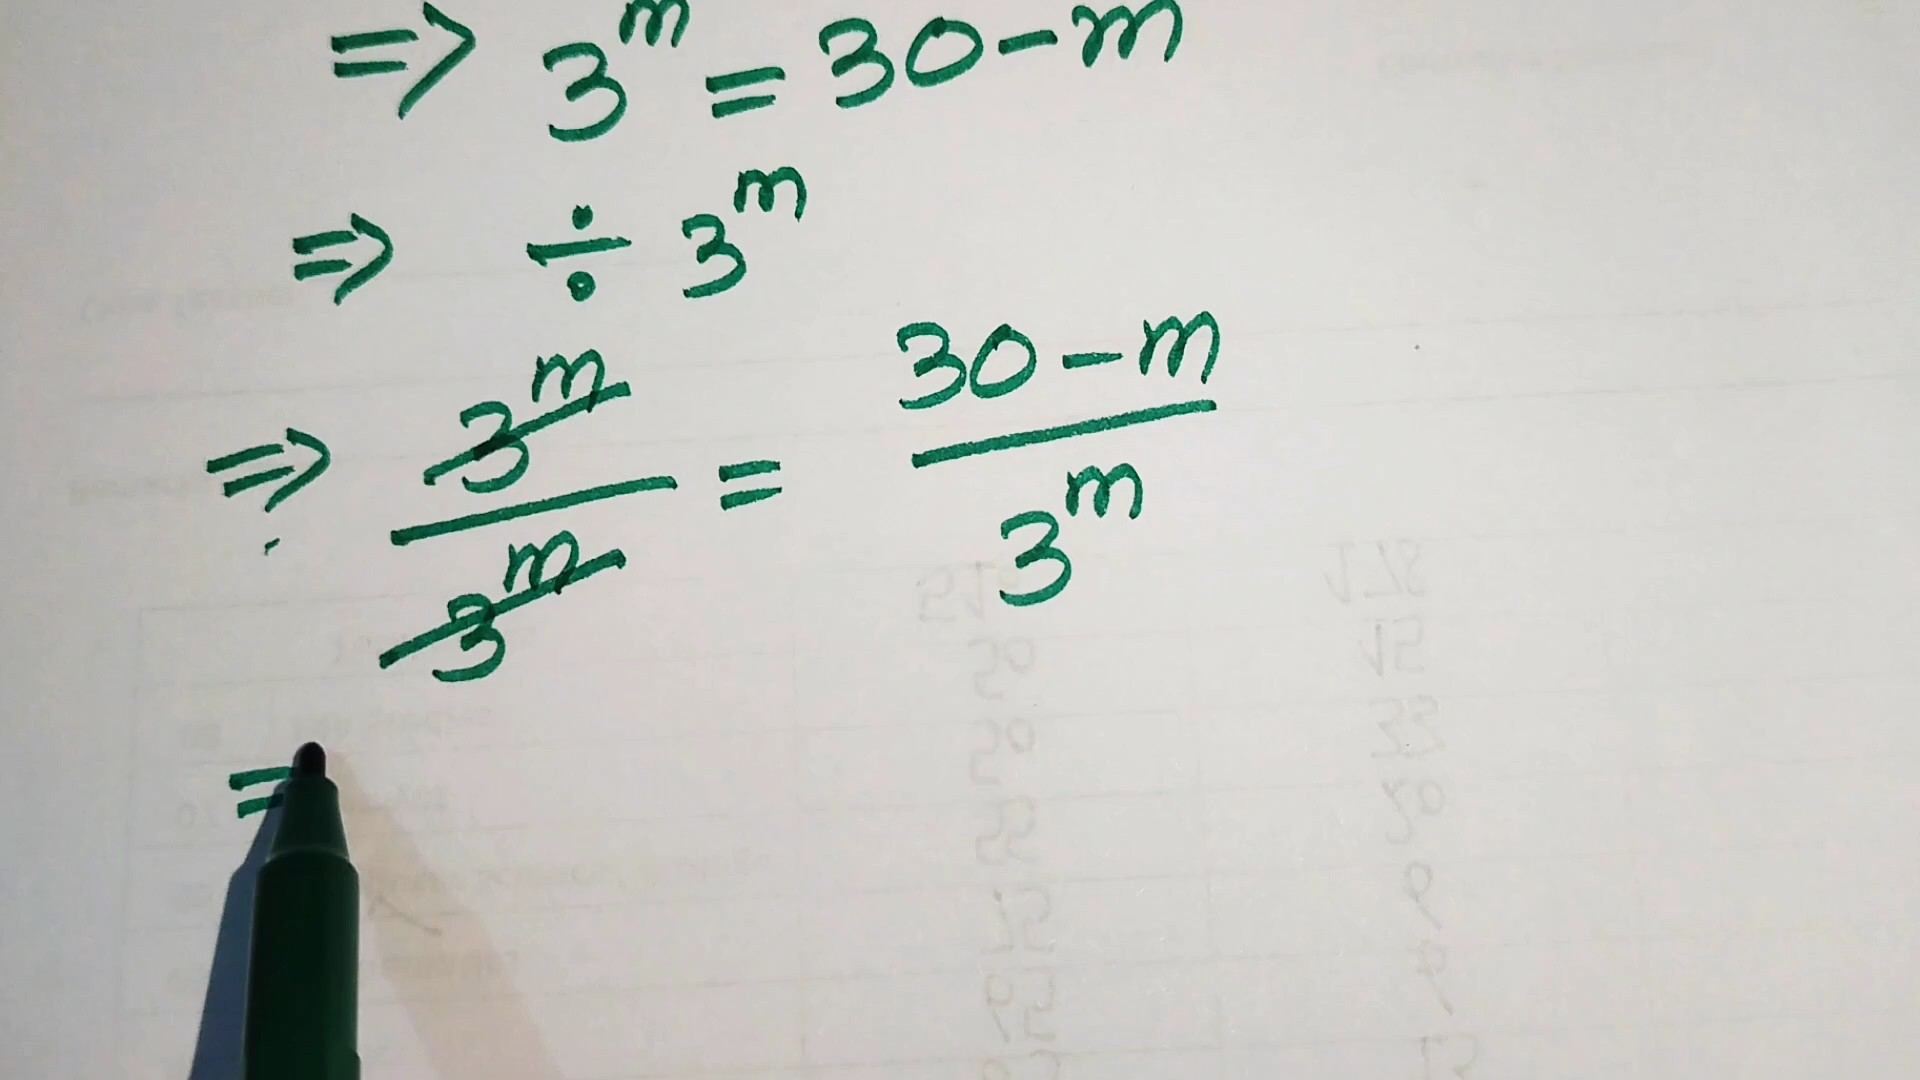 => 3^m = 30 - m
=> ÷ 3^m
=> 3^m / 3^m = (30 - m) / 3^m
=